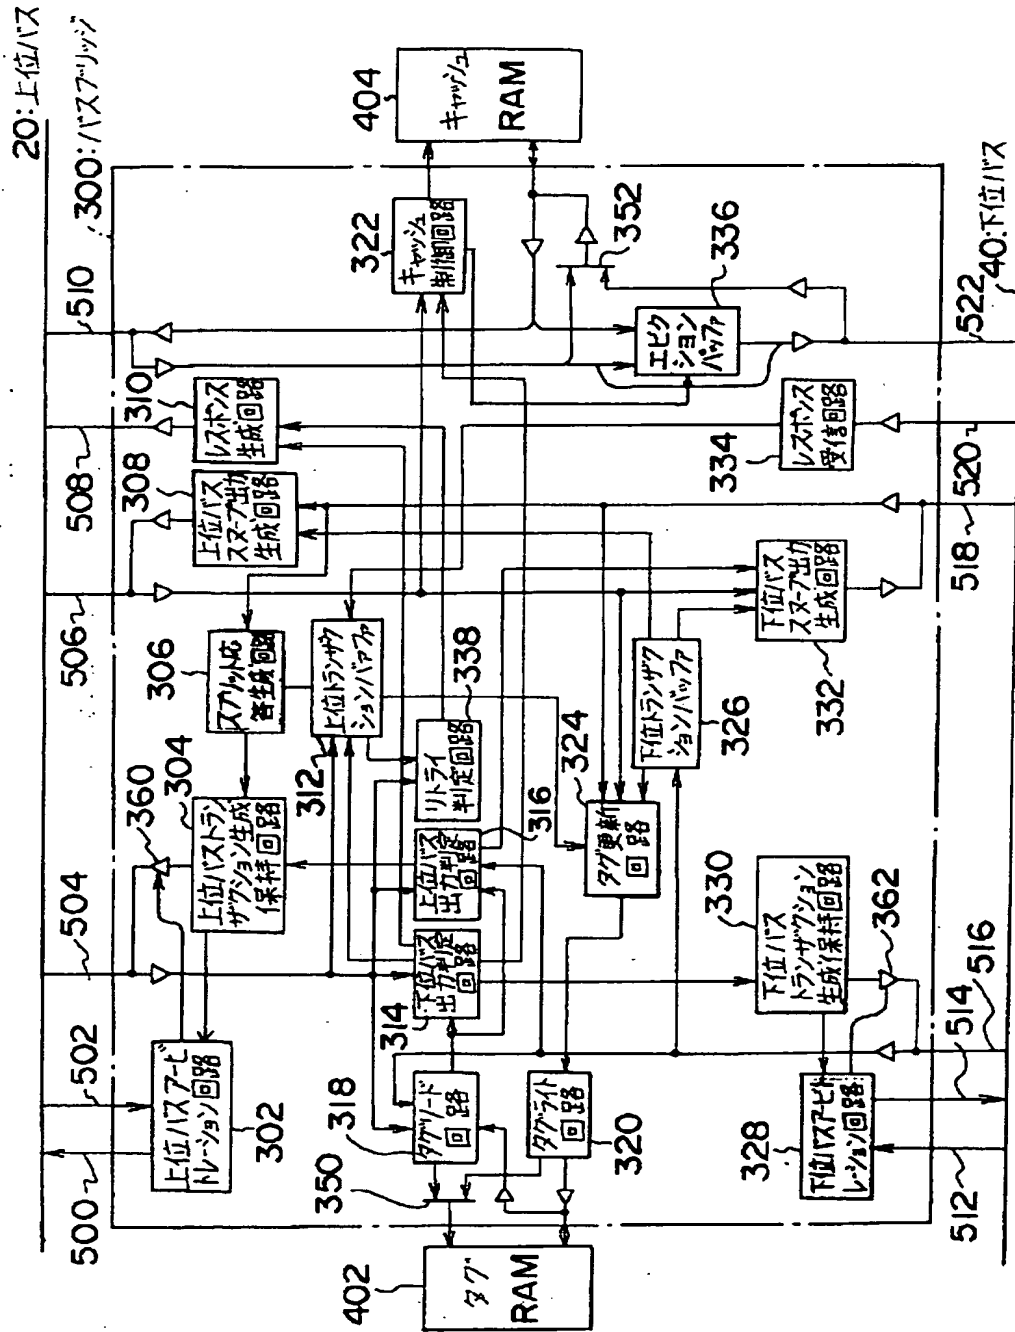 20:上位バス
300:バスブリッジ
500
502
504
506
508
510
360
302
上位バスアービ
トレーション回路
304
上位バストラン
ザクション生成
保持回路
306
スプリット応
答生成回路
308
上位バス
スヌープ出力
生成回路
310
レスポンス
生成回路
312
上位トランザク
ションバッファ
322
キャッシュ
制御回路
404
キャッシュ
RAM
402
タグ
RAM
350
318
タグリード
回路
314
下位バス
出力判定
回路
316
上位バス
出力判定
回路
338
リトライ
判定回路
320
タグライト
回路
324
タグ更新
回路
326
下位トランザク
ションバッファ
352
336
エビク
ション
バッファ
334
レスポンス
受信回路
332
下位バス
スヌープ出力
生成回路
330
下位バス
トランザクション
生成保持回路
328
下位バスアービト
レーション回路
362
512
514
516
518
520
522
40:下位バス